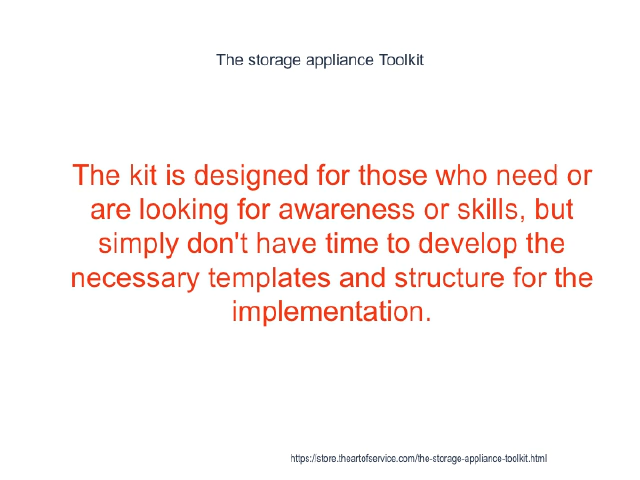 The storage appliance Toolkit
The kit is designed for those who need or
are looking for awareness or skills, but
simply don't have time to develop the
necessary templates and structure for the
implementation.
https://store.theartofservice.com/the-storage-appliance-toolkit.html